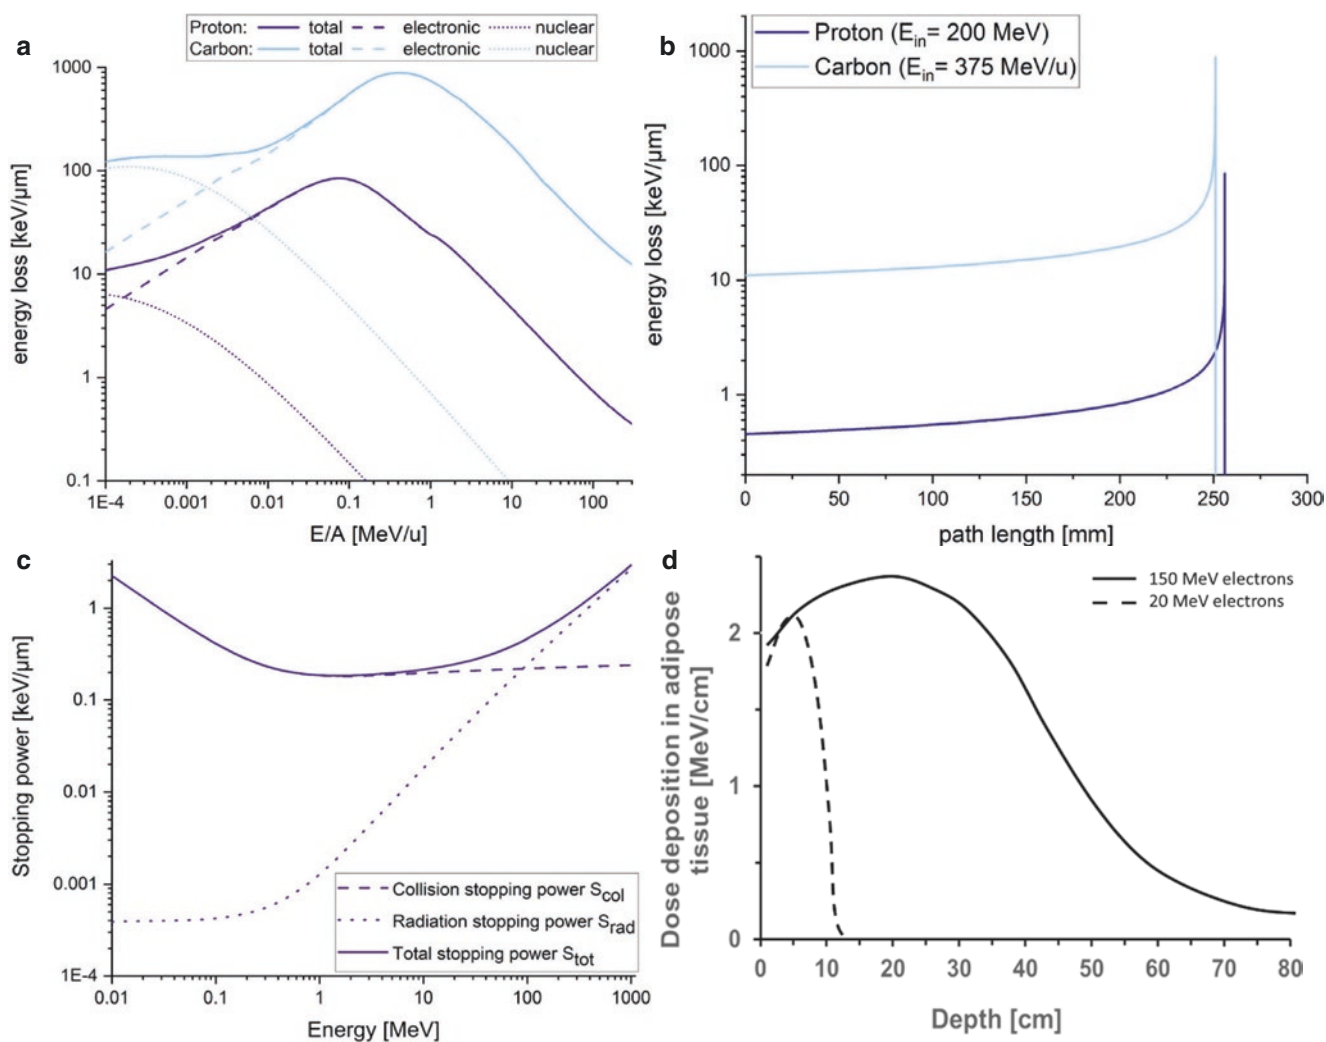 a
Proton: total electronic nuclear
Carbon: total electronic nuclear
energy loss [keV/µm]
1000
100
10
1
0.1
1E-4 0.001 0.01 0.1 1 10 100
E/A [MeV/u]
b
Proton (E_in= 200 MeV)
Carbon (E_in= 375 MeV/u)
energy loss [keV/µm]
1000
100
10
1
0 50 100 150 200 250 300
path length [mm]
c
Stopping power [keV/µm]
1
0.1
0.01
0.001
1E-4
0.01 0.1 1 10 100 1000
Energy [MeV]
Collision stopping power S_col
Radiation stopping power S_rad
Total stopping power S_tot
d
150 MeV electrons
20 MeV electrons
Dose deposition in adipose
tissue [MeV/cm]
2
1
0
0 10 20 30 40 50 60 70 80
Depth [cm]